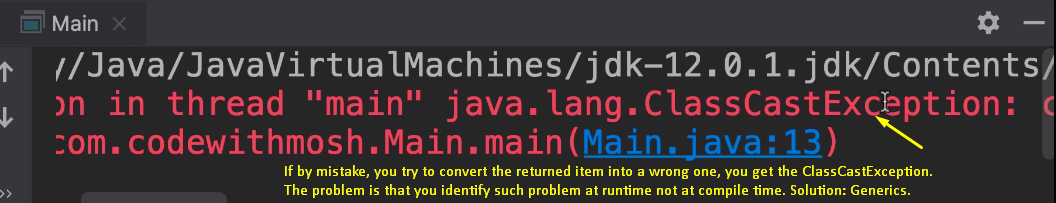 Main
y/Java/JavaVirtualMachines/jdk-12.0.1.jdk/Contents/
on in thread "main" java.lang.ClassCastException: c
com.codewithmosh.Main.main(Main.java:13)
If by mistake, you try to convert the returned item into a wrong one, you get the ClassCastException.
The problem is that you identify such problem at runtime not at compile time. Solution: Generics.